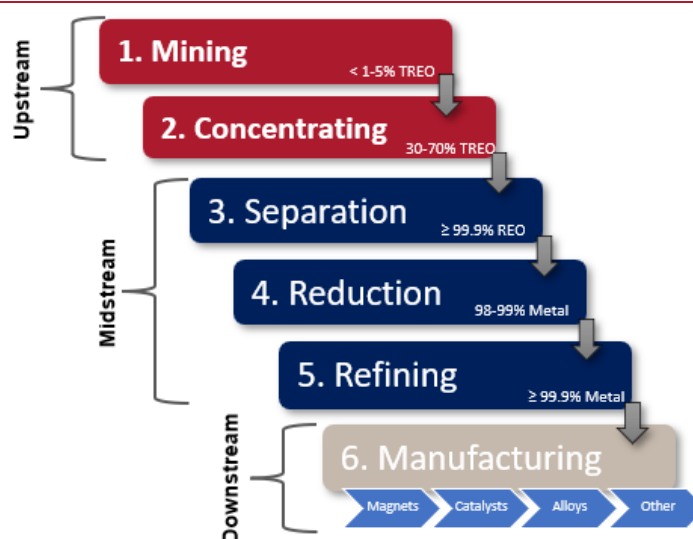 Upstream
1. Mining
< 1-5% TREO
2. Concentrating
30-70% TREO
Midstream
3. Separation
≥ 99.9% REO
4. Reduction
98-99% Metal
5. Refining
≥ 99.9% Metal
Downstream
6. Manufacturing
Magnets
Catalysts
Alloys
Other